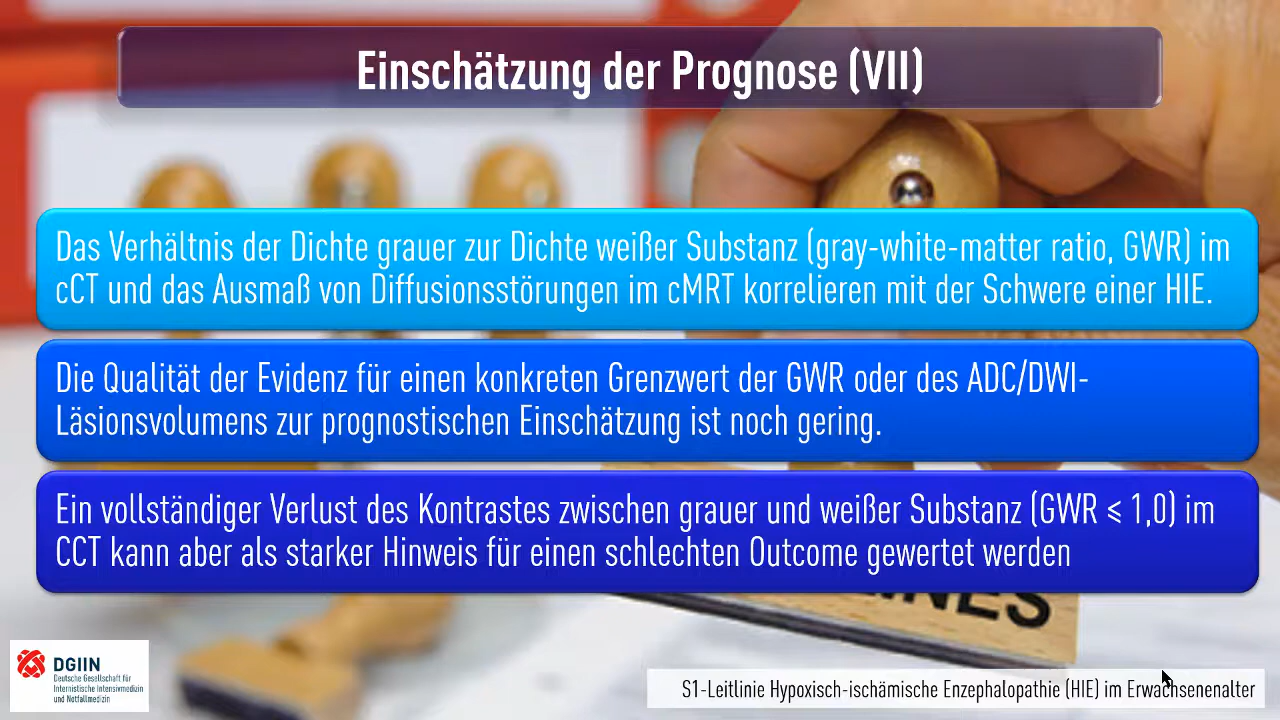 Einschätzung der Prognose (VII)
Das Verhältnis der Dichte grauer zur Dichte weißer Substanz (gray-white-matter ratio, GWR) im
cCT und das Ausmaß von Diffusionsstörungen im cMRT korrelieren mit der Schwere einer HIE.
Die Qualität der Evidenz für einen konkreten Grenzwert der GWR oder des ADC/DWI-
Läsionsvolumens zur prognostischen Einschätzung ist noch gering.
Ein vollständiger Verlust des Kontrastes zwischen grauer und weißer Substanz (GWR ≤ 1,0) im
CCT kann aber als starker Hinweis für einen schlechten Outcome gewertet werden
DGIIN
Deutsche Gesellschaft für
Internistische Intensivmedizin
und Notfallmedizin
S1-Leitlinie Hypoxisch-ischämische Enzephalopathie (HIE) im Erwachsenenalter